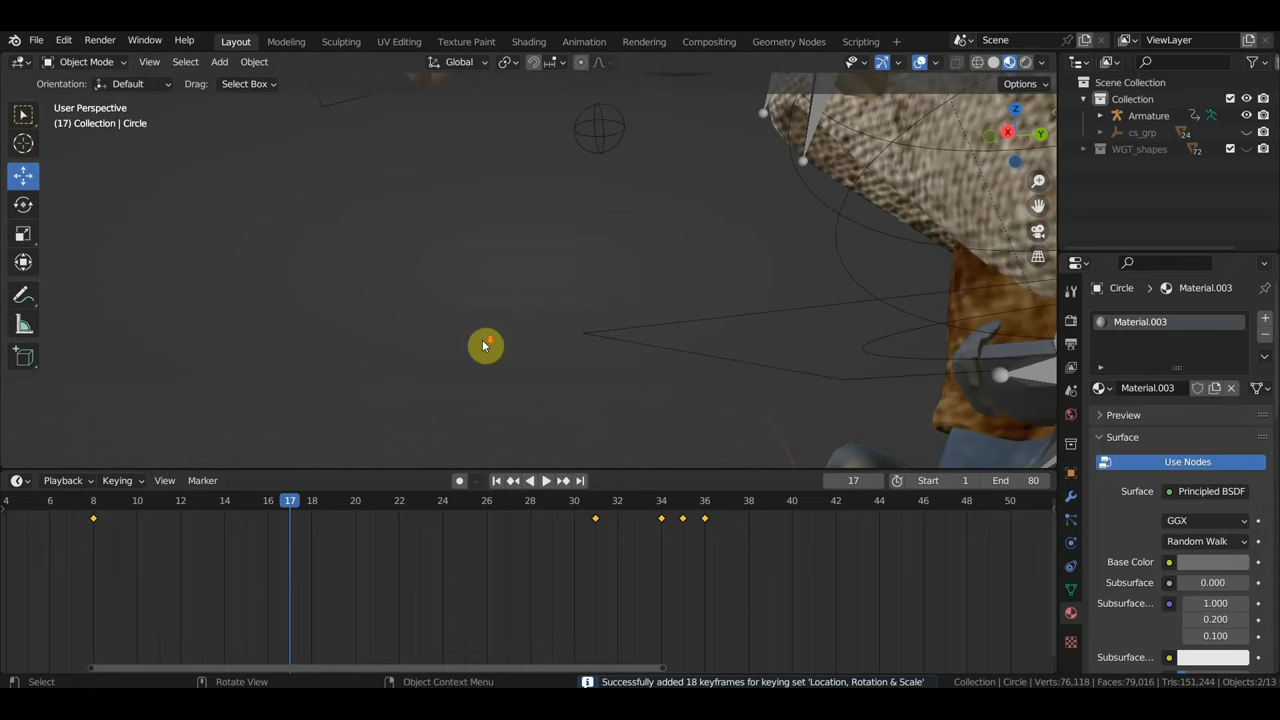 File Edit Render Window Help Layout Modeling Sculpting UV Editing Texture Paint Shading Animation Rendering Compositing Geometry Nodes Scripting + Scene ViewLayer
Object Mode View Select Add Object Global
Orientation: Default Drag: Select Box Options
User Perspective
(17) Collection | Circle
Z
X
Y
Scene Collection
Collection
Armature
cs_grp 24
WGT_shapes 72
Circle Material.003
Material.003
Material.003
Preview
Surface
Use Nodes
Surface Principled BSDF
GGX
Random Walk
Base Color
Subsurface 0.000
Subsurface... 1.000
0.200
0.100
Subsurface...
Playback Keying View Marker 17 Start 1 End 80
4 6 8 10 12 14 16 17 18 20 22 24 26 28 30 32 34 36 38 40 42 44 46 48 50
Select Rotate View Object Context Menu Successfully added 18 keyframes for keying set 'Location, Rotation & Scale' Collection | Circle Verts:76,118 Faces:79,016 Tris:151,244 Objects:2/13